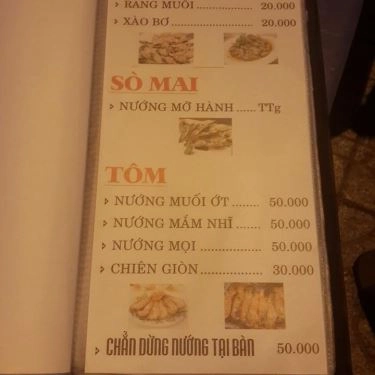 RANG MUỐI .......... 20.000
XÀO BƠ ................. 20.000
SÒ MAI
NƯỚNG MỠ HÀNH ...... TTg
TÔM
NƯỚNG MUỐI ỚT ........ 50.000
NƯỚNG MẮM NHĨ ........ 50.000
NƯỚNG MỌI ................ 50.000
CHIÊN GIÒN ............... 30.000
CHẲN DỪNG NƯỚNG TẠI BÀN 50.000